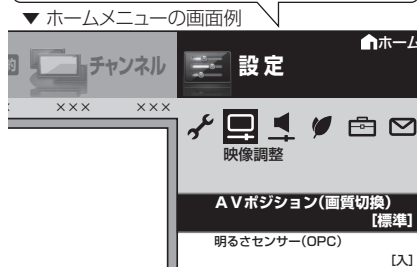 ▼ ホームメニューの画面例
ホーム
チャンネル
設定
××× ×××
映像調整
AVポジション(画質切換)
[標準]
明るさセンサー(OPC)
[入]